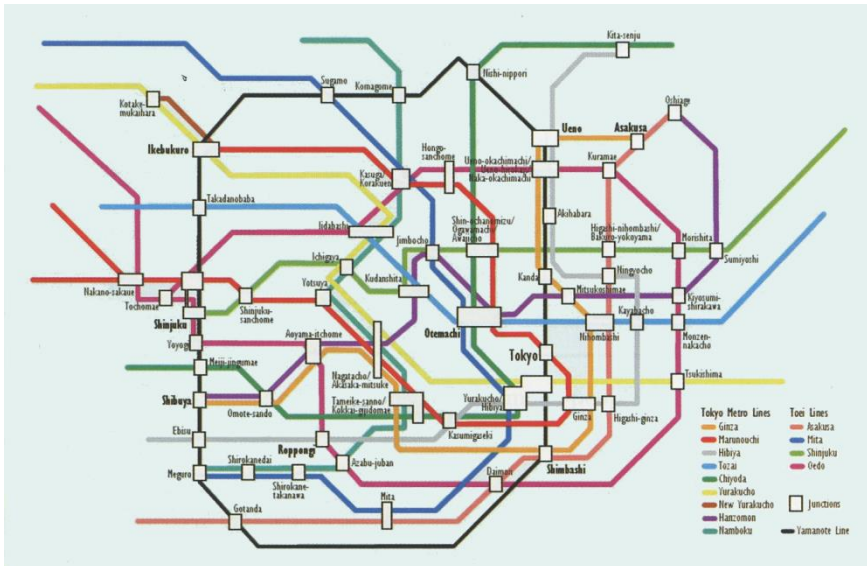 Kita-senju
Nishi-nippori
Sugamo
Komagome
Kotake-
mukaihara
Oshiage
Ueno
Asakusa
Ikebukuro
Hongo-
sanchome
Kuramae
Ueno-okachimachi/
Naka-okachimachi
Kasuga/
Korakuen
Takadanobaba
Akihabara
Iidabashi
Jimbocho
Shin-ochanomizu/
Ogawamachi/
Awajicho
Higashi-nihombashi/
Bakuro-yokoyama
Morishita
Sumiyoshi
Ichigaya
Kudanshita
Kanda
Ningyocho
Mitsukoshimae
Nakano-sakaue
Tochomae
Shinjuku-
sanchome
Yotsuya
Kiyosumi-
shirakawa
Shinjuku
Aoyama-itchome
Otemachi
Nihombashi
Kayabacho
Monzen-
nakacho
Yoyogi
Tokyo
Meiji-jingumae
Nagatacho/
Akasaka-mitsuke
Tsukishima
Shibuya
Omote-sando
Tameike-sanno/
Kokkai-gijidomae
Yurakucho/
Hibiya
Ginza
Higashi-ginza
Kasumigaseki
Ebisu
Roppongi
Azabu-juban
Shimbashi
Meguro
Shirokanedai
Shirokane-
takanawa
Daimon
Mita
Gotanda
Tokyo Metro Lines
Ginza
Marunouchi
Hibiya
Tozai
Chiyoda
Yurakucho
New Yurakucho
Hanzomon
Namboku
Toei Lines
Asakusa
Mita
Shinjuku
Oedo
Junctions
Yamanote Line